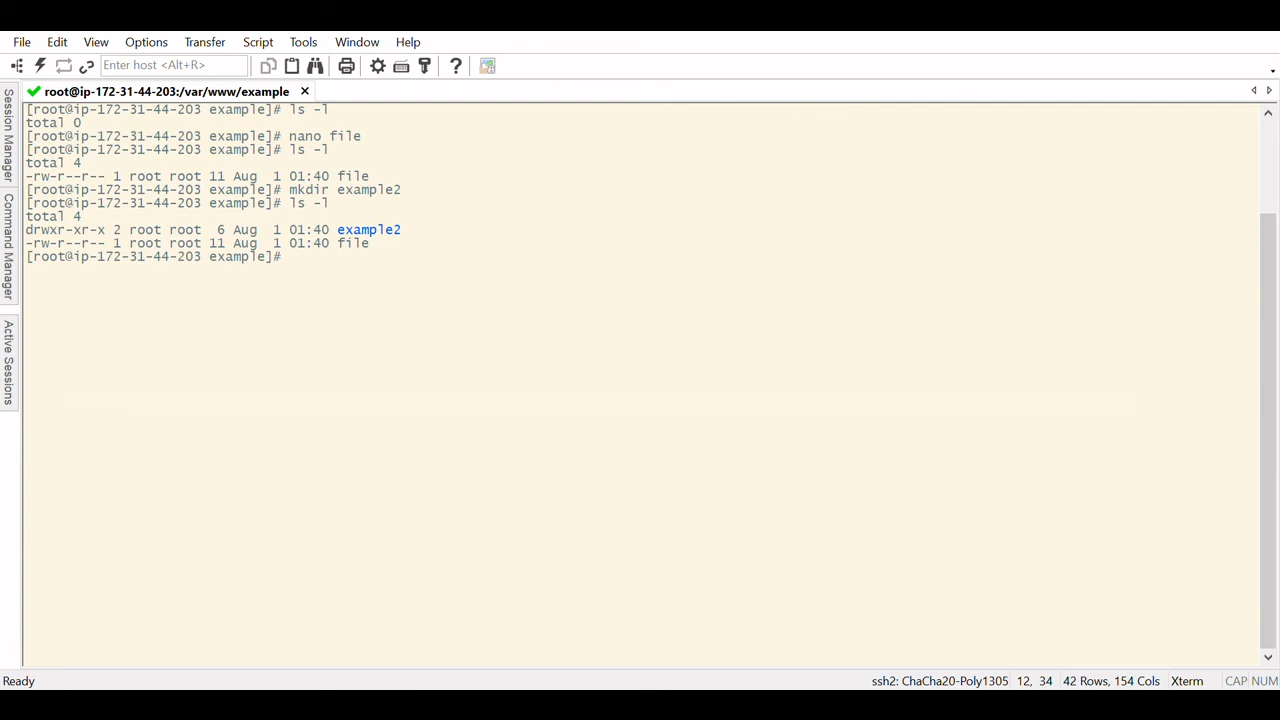 File Edit View Options Transfer Script Tools Window Help
Enter host <Alt+R>
root@ip-172-31-44-203:/var/www/example
Session Manager
Command Manager
Active Sessions
[root@ip-172-31-44-203 example]# ls -l
total 0
[root@ip-172-31-44-203 example]# nano file
[root@ip-172-31-44-203 example]# ls -l
total 4
-rw-r--r-- 1 root root 11 Aug  1 01:40 file
[root@ip-172-31-44-203 example]# mkdir example2
[root@ip-172-31-44-203 example]# ls -l
total 4
drwxr-xr-x 2 root root  6 Aug  1 01:40 example2
-rw-r--r-- 1 root root 11 Aug  1 01:40 file
[root@ip-172-31-44-203 example]#
Ready ssh2: ChaCha20-Poly1305 12, 34 42 Rows, 154 Cols Xterm CAP NUM